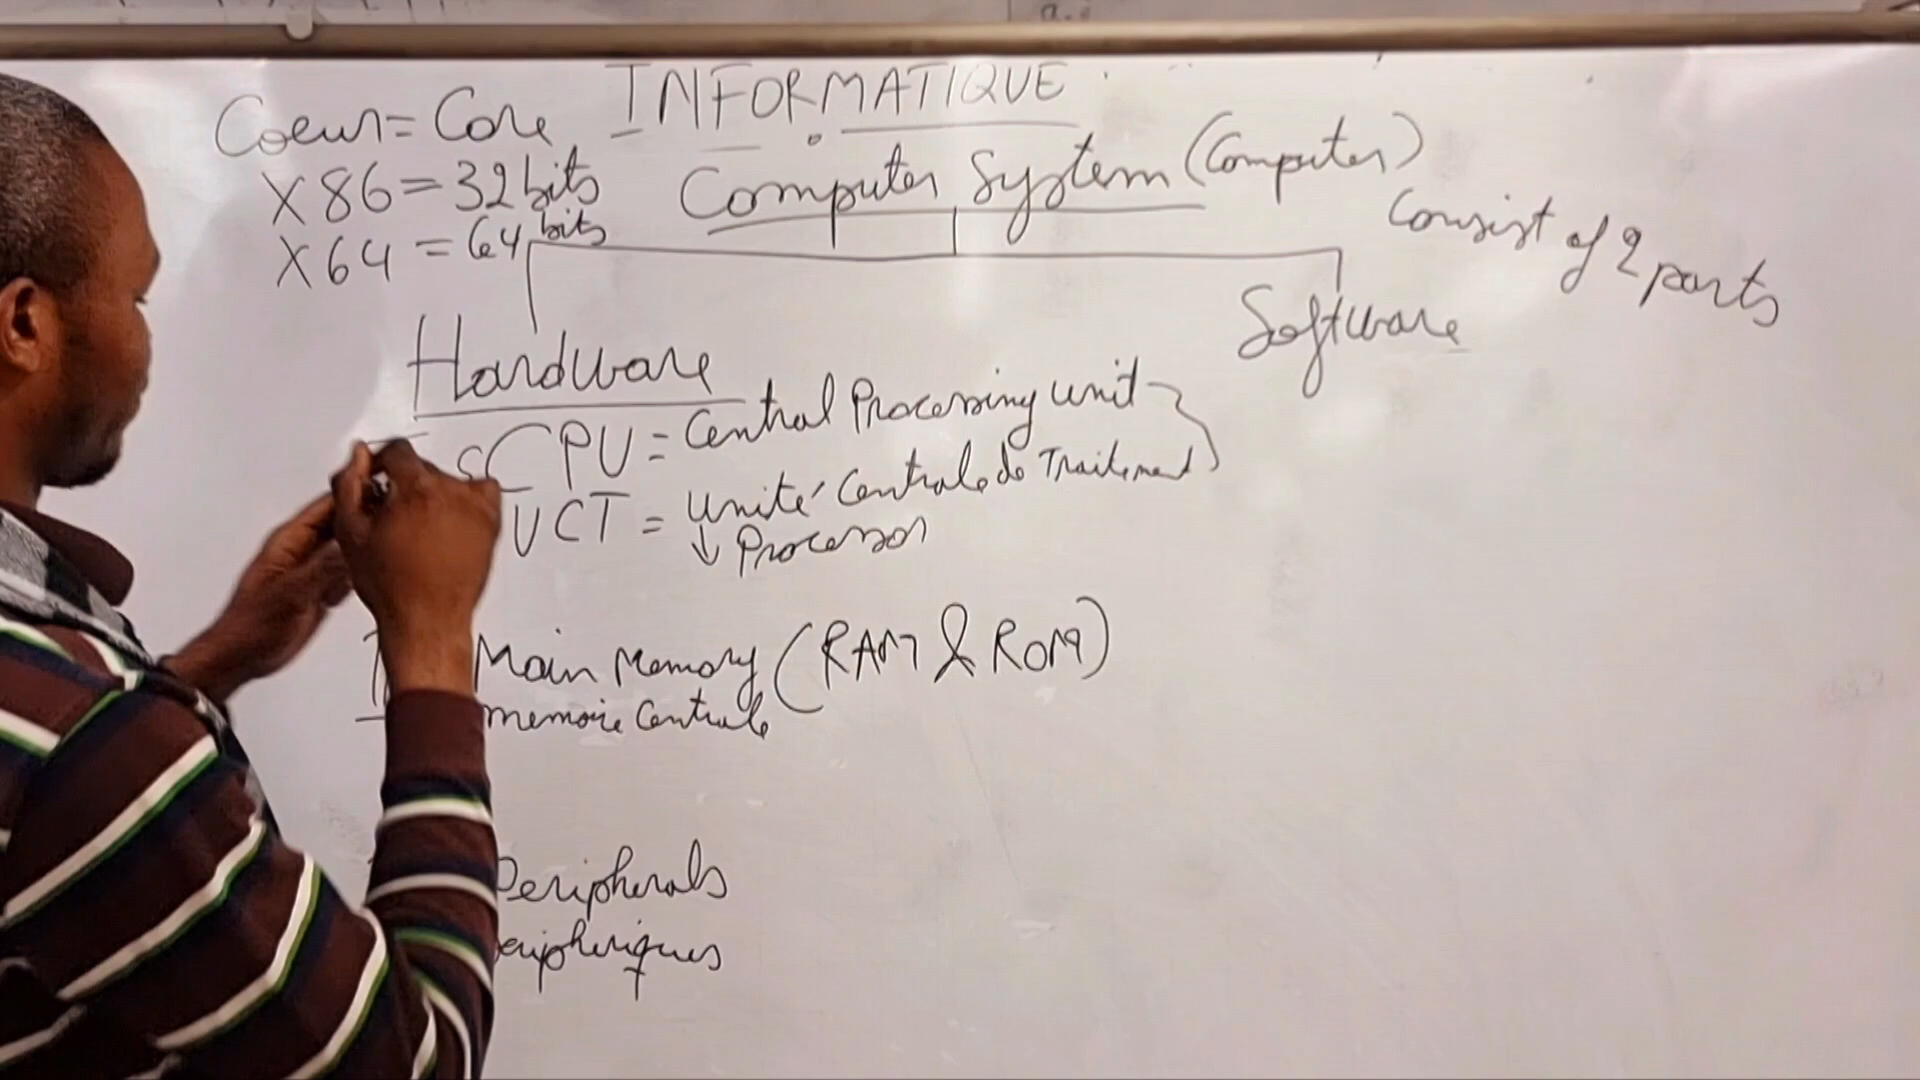 INFORMATIQUE
Coeur = Core
X86 = 32 bits
X64 = 64 bits
Computer System (Computer)
Consist of 2 parts
Hardware
Software
CPU = Central Processing unit
UCT = Unité Centrale de Traitement
↓ Processor
Main Memory (RAM & ROM)
memoire Centrale
Peripherals
eripheriques